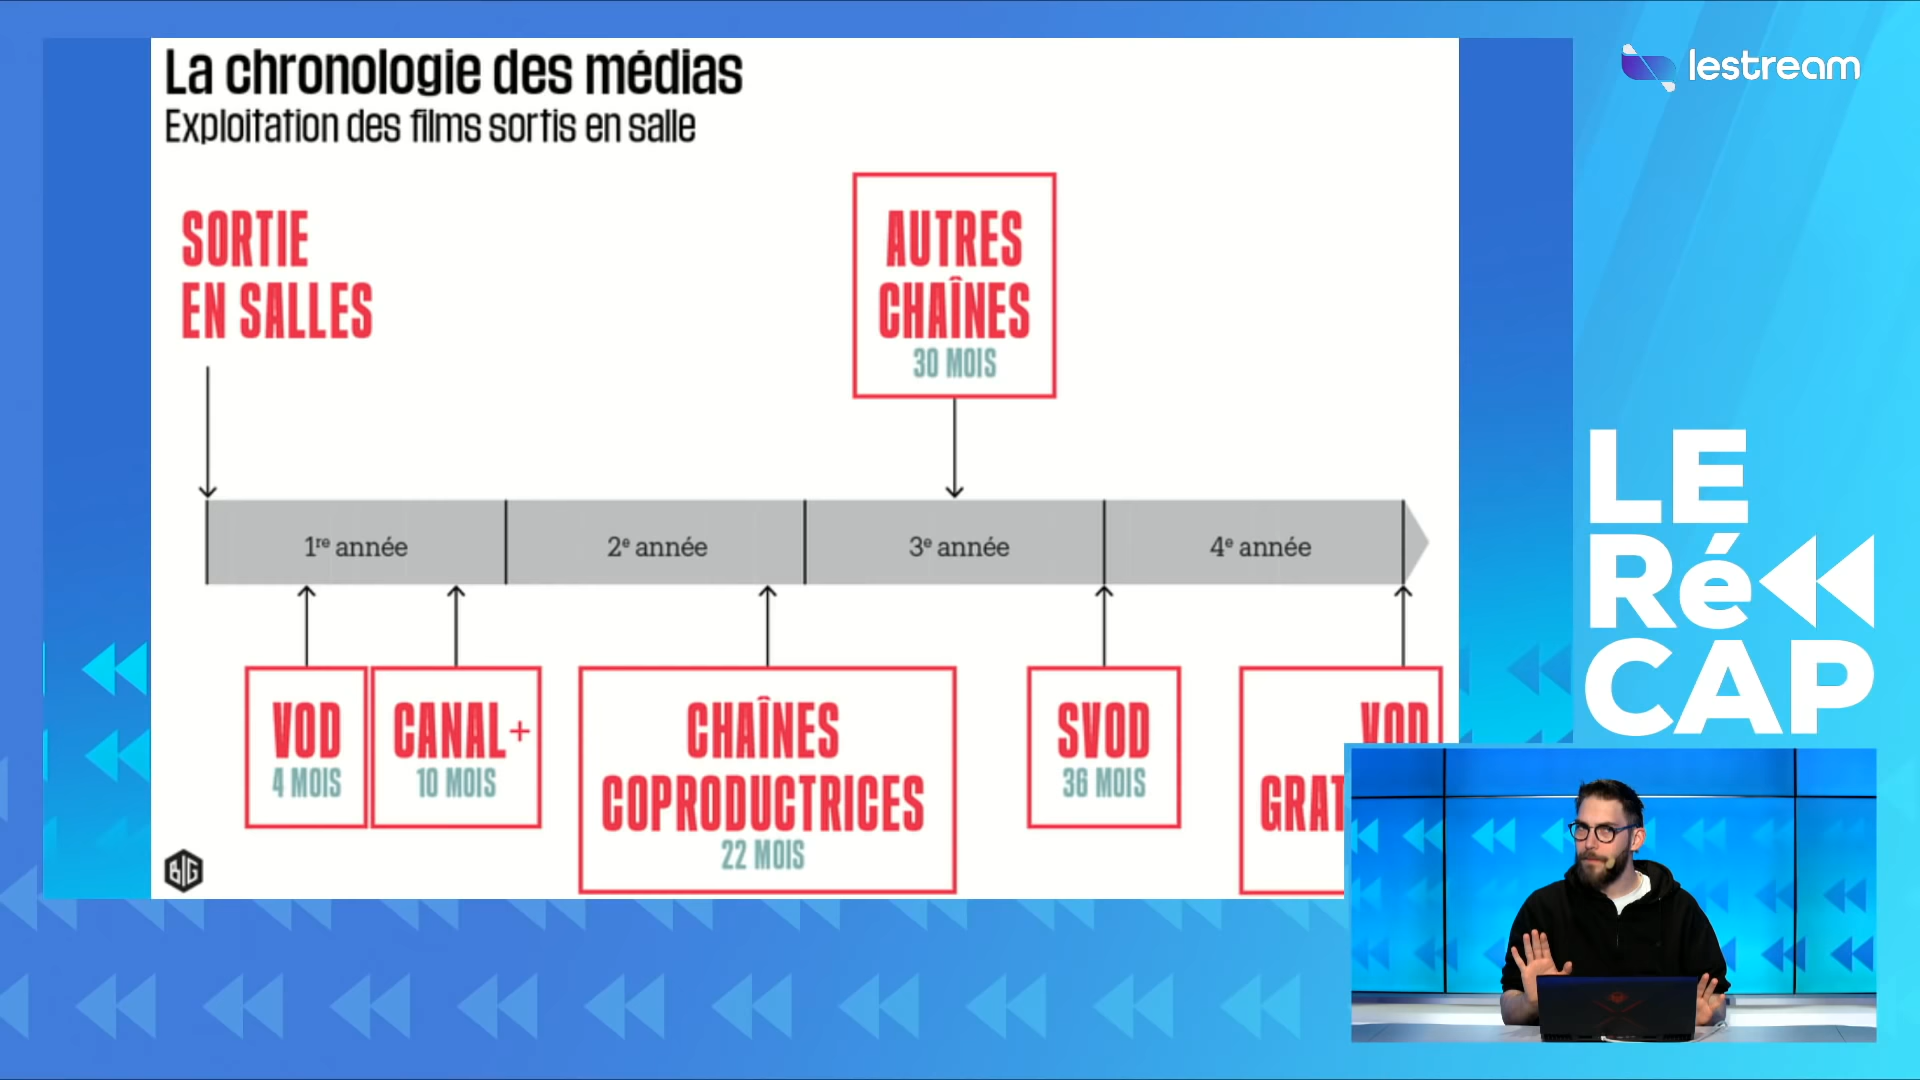 La chronologie des médias
Exploitation des films sortis en salle
SORTIE
EN SALLES
AUTRES
CHAÎNES
30 MOIS
1re année
2e année
3e année
4e année
VOD
4 MOIS
CANAL+
10 MOIS
CHAÎNES
COPRODUCTRICES
22 MOIS
SVOD
36 MOIS
VOD
BIG
lestream
LE
Ré
CAP